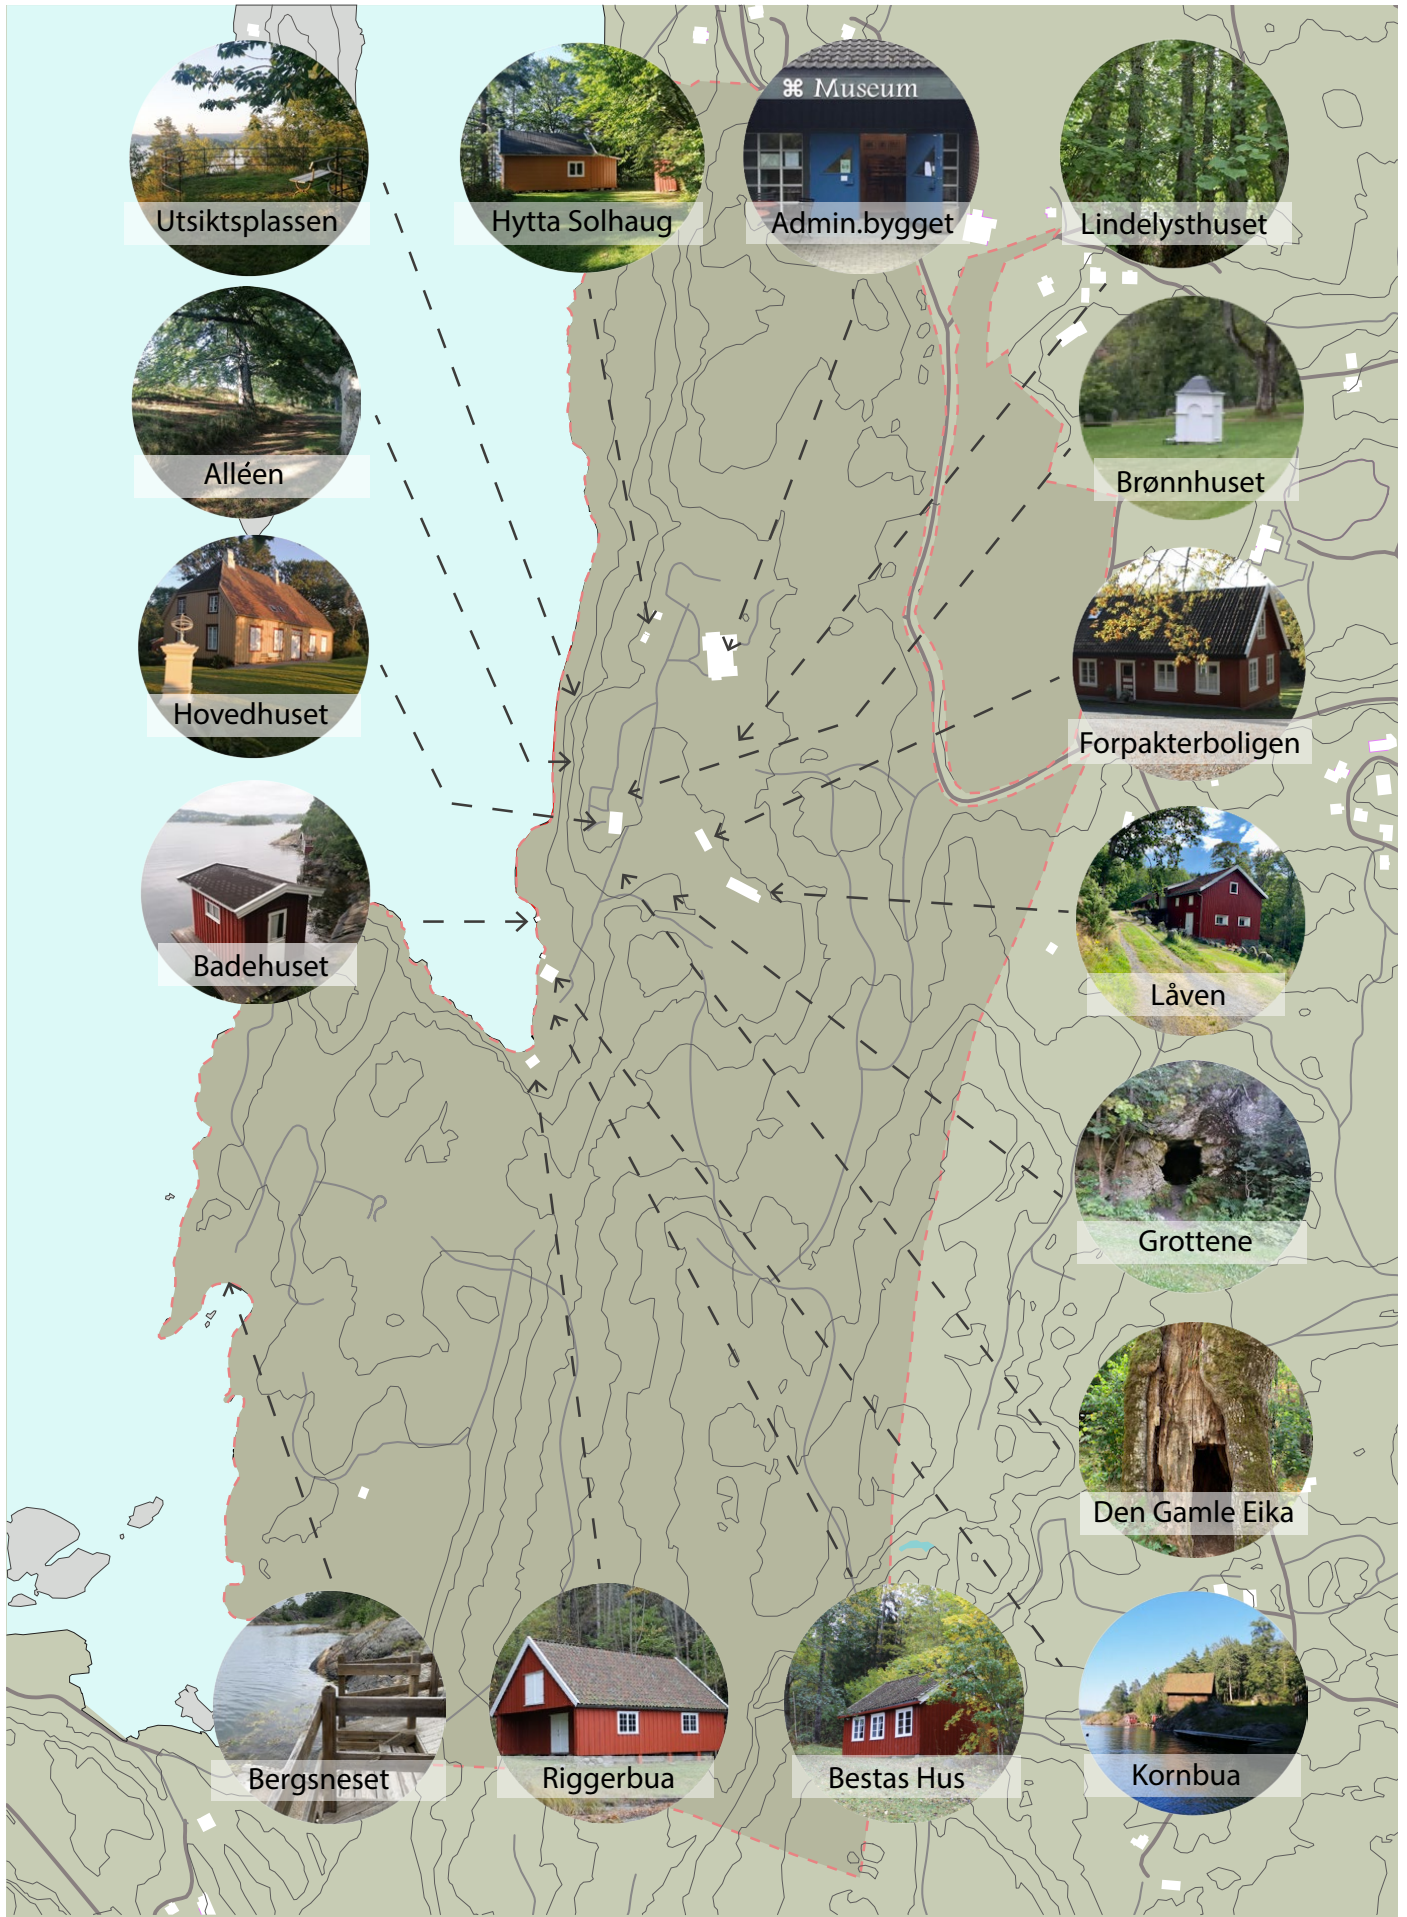 ⌘ Museum
Utsiktsplassen
Hytta Solhaug
Admin.bygget
Lindelysthuset
Alléen
Brønnhuset
Hovedhuset
Forpakterboligen
Badehuset
Låven
Grottene
Den Gamle Eika
Bergsneset
Riggerbua
Bestas Hus
Kornbua